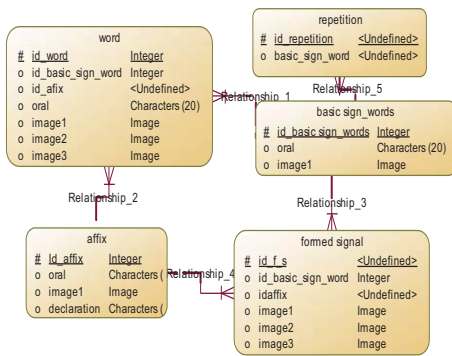 word
# id_word Integer
o id_basic_sign_word Integer
o id_afix <Undefined>
o oral Characters (20)
o image1 Image
o image2 Image
o image3 Image
repetition
# id_repetition <Undefined>
o basic_sign_word <Undefined>
Relationship_1
Relationship_5
basic sign_words
# id_basic sign_words Integer
o oral Characters (20)
o image1 Image
Relationship_2
Relationship_3
affix
# Id_affix Integer
o oral Characters (
o image1 Image
o declaration Characters (
Relationship_4
fomed signal
# id_f_s <Undefined>
o id_basic_sign_word Integer
o idaffix <Undefined>
o image1 Image
o image2 Image
o image3 Image